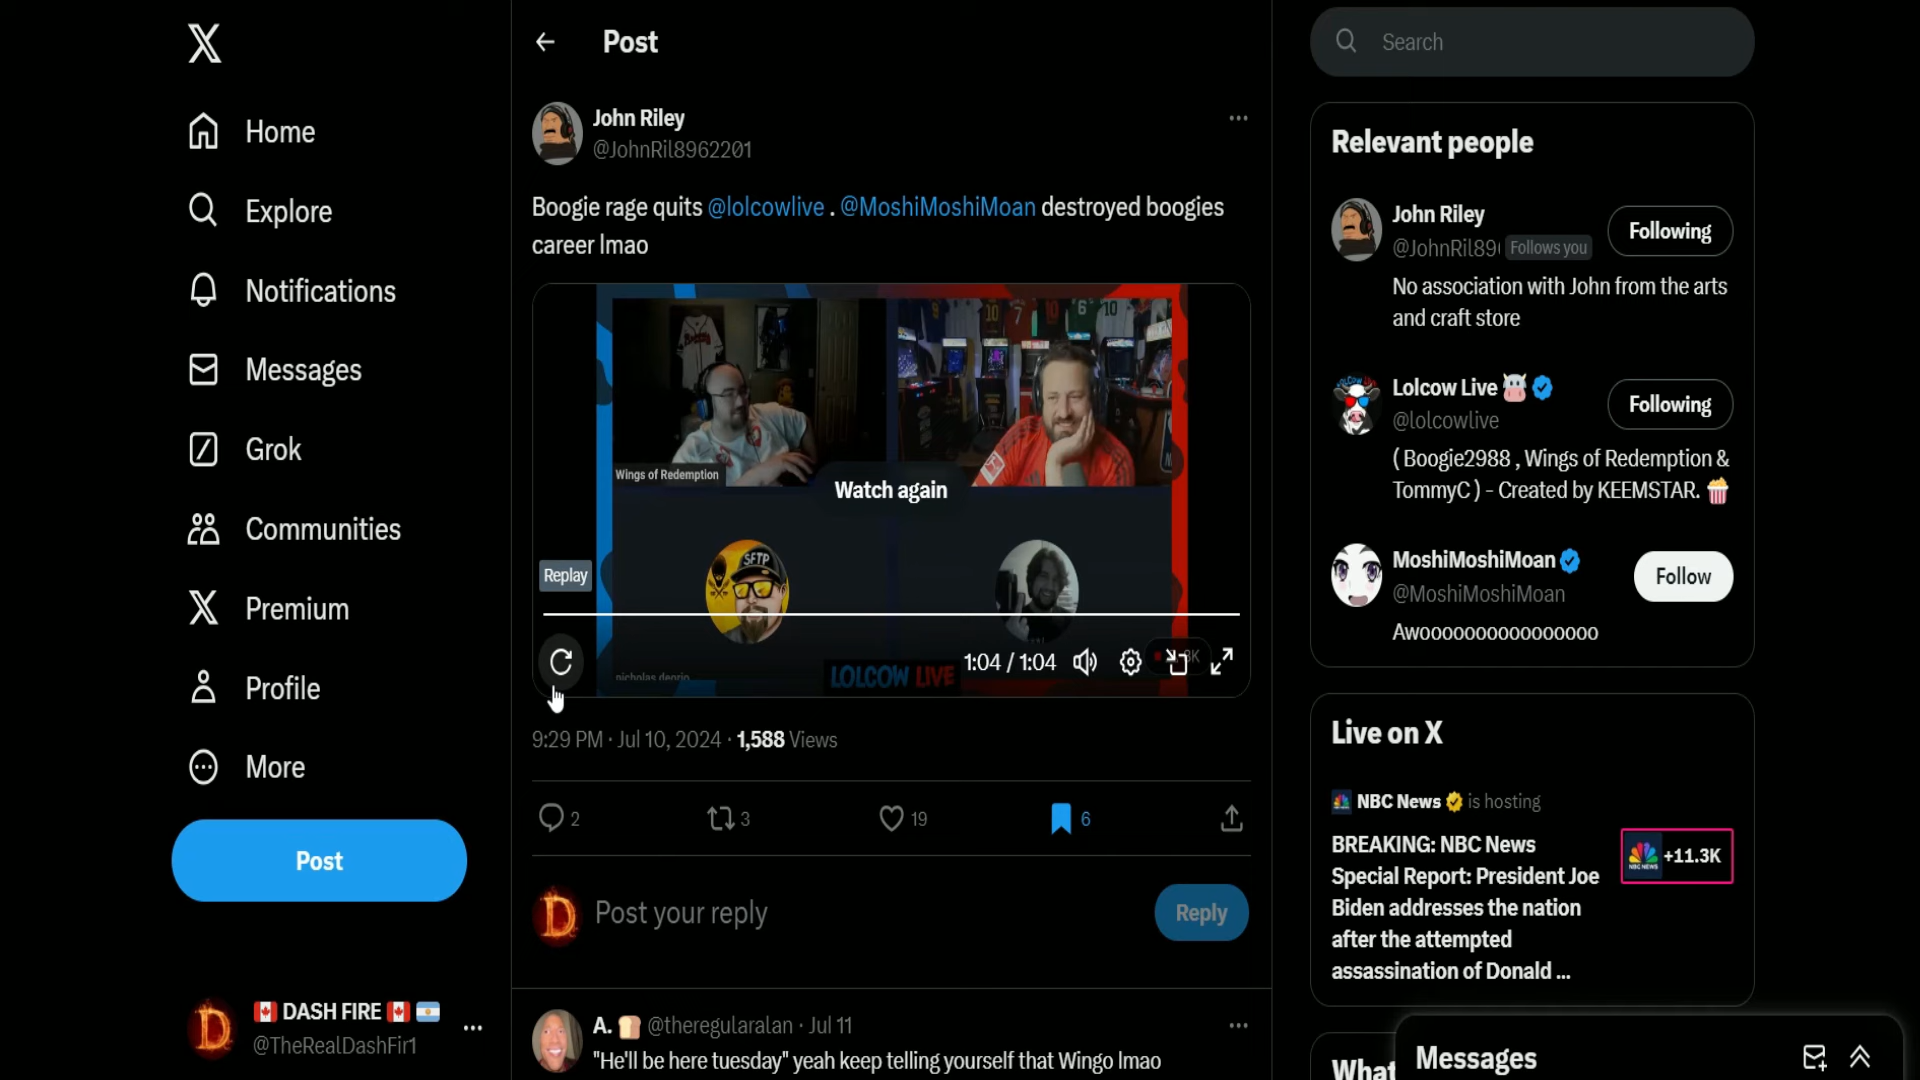 Home
Explore
Notifications
Messages
Grok
Communities
Premium
Profile
More
Post
DASH FIRE
@TheRealDashFir1
Post
John Riley
@JohnRil8962201
Boogie rage quits @lolcowlive . @MoshiMoshiMoan destroyed boogies
career lmao
Wings of Redemption
Watch again
SFTP
Replay
1:04 / 1:04
nicholas deorio
LOLCOW LIVE
9:29 PM · Jul 10, 2024 · 1,588 Views
2 3 19 6
Post your reply
Reply
A. @theregularalan · Jul 11
"He'll be here tuesday" yeah keep telling yourself that Wingo lmao
Search
Relevant people
John Riley
@JohnRil89 Follows you
Following
No association with John from the arts
and craft store
Lolcow Live
@lolcowlive
Following
( Boogie2988 , Wings of Redemption &
TommyC ) - Created by KEEMSTAR.
MoshiMoshiMoan
@MoshiMoshiMoan
Follow
Awoooooooooooooooo
Live on X
NBC News is hosting
BREAKING: NBC News
Special Report: President Joe
Biden addresses the nation
after the attempted
assassination of Donald ...
NBC NEWS +11.3K
What
Messages